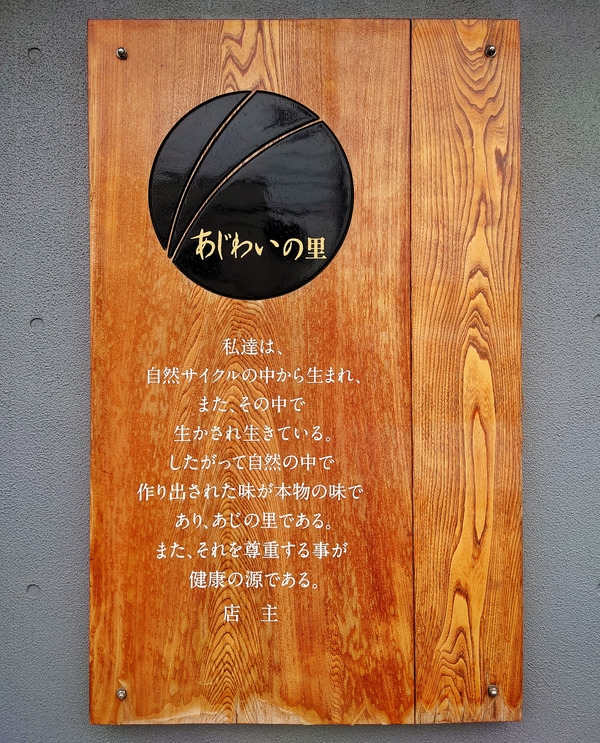 あじわいの里
私達は、
自然サイクルの中から生まれ、
また、その中で
生かされ生きている。
したがって自然の中で
作り出された味が本物の味で
あり、あじの里である。
また、それを尊重する事が
健康の源である。
店 主